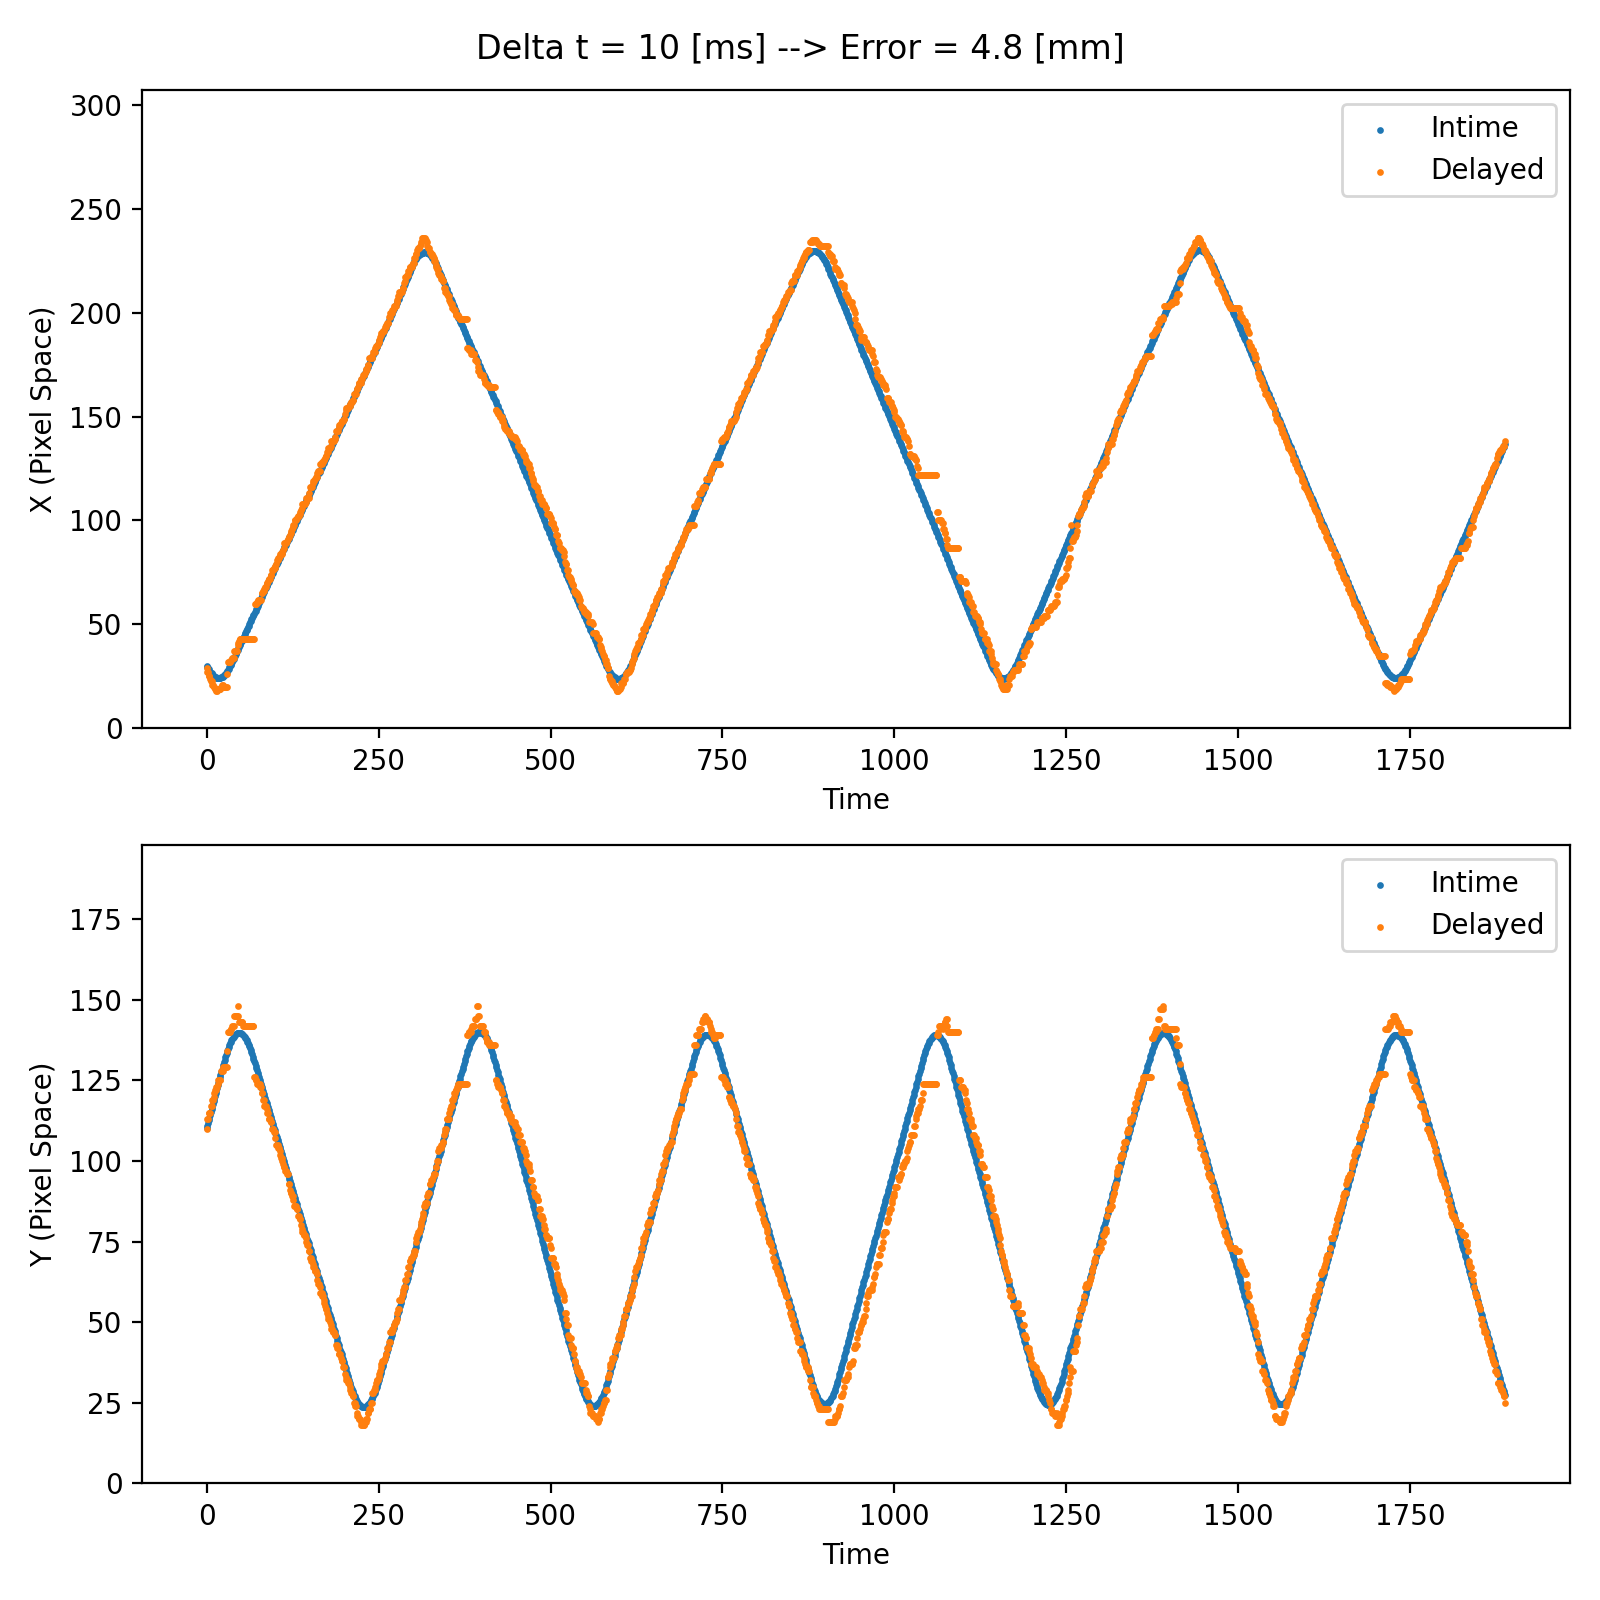 Delta t = 10 [ms] --> Error = 4.8 [mm]
300
250
200
150
100
50
0
X (Pixel Space)
Intime
Delayed
0 250 500 750 1000 1250 1500 1750
Time
175
150
125
100
75
50
25
0
Y (Pixel Space)
Intime
Delayed
0 250 500 750 1000 1250 1500 1750
Time